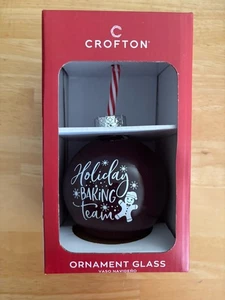 CROFTON
Holiday
BAKING
Team
ORNAMENT GLASS
VASO NAVIDEÑO